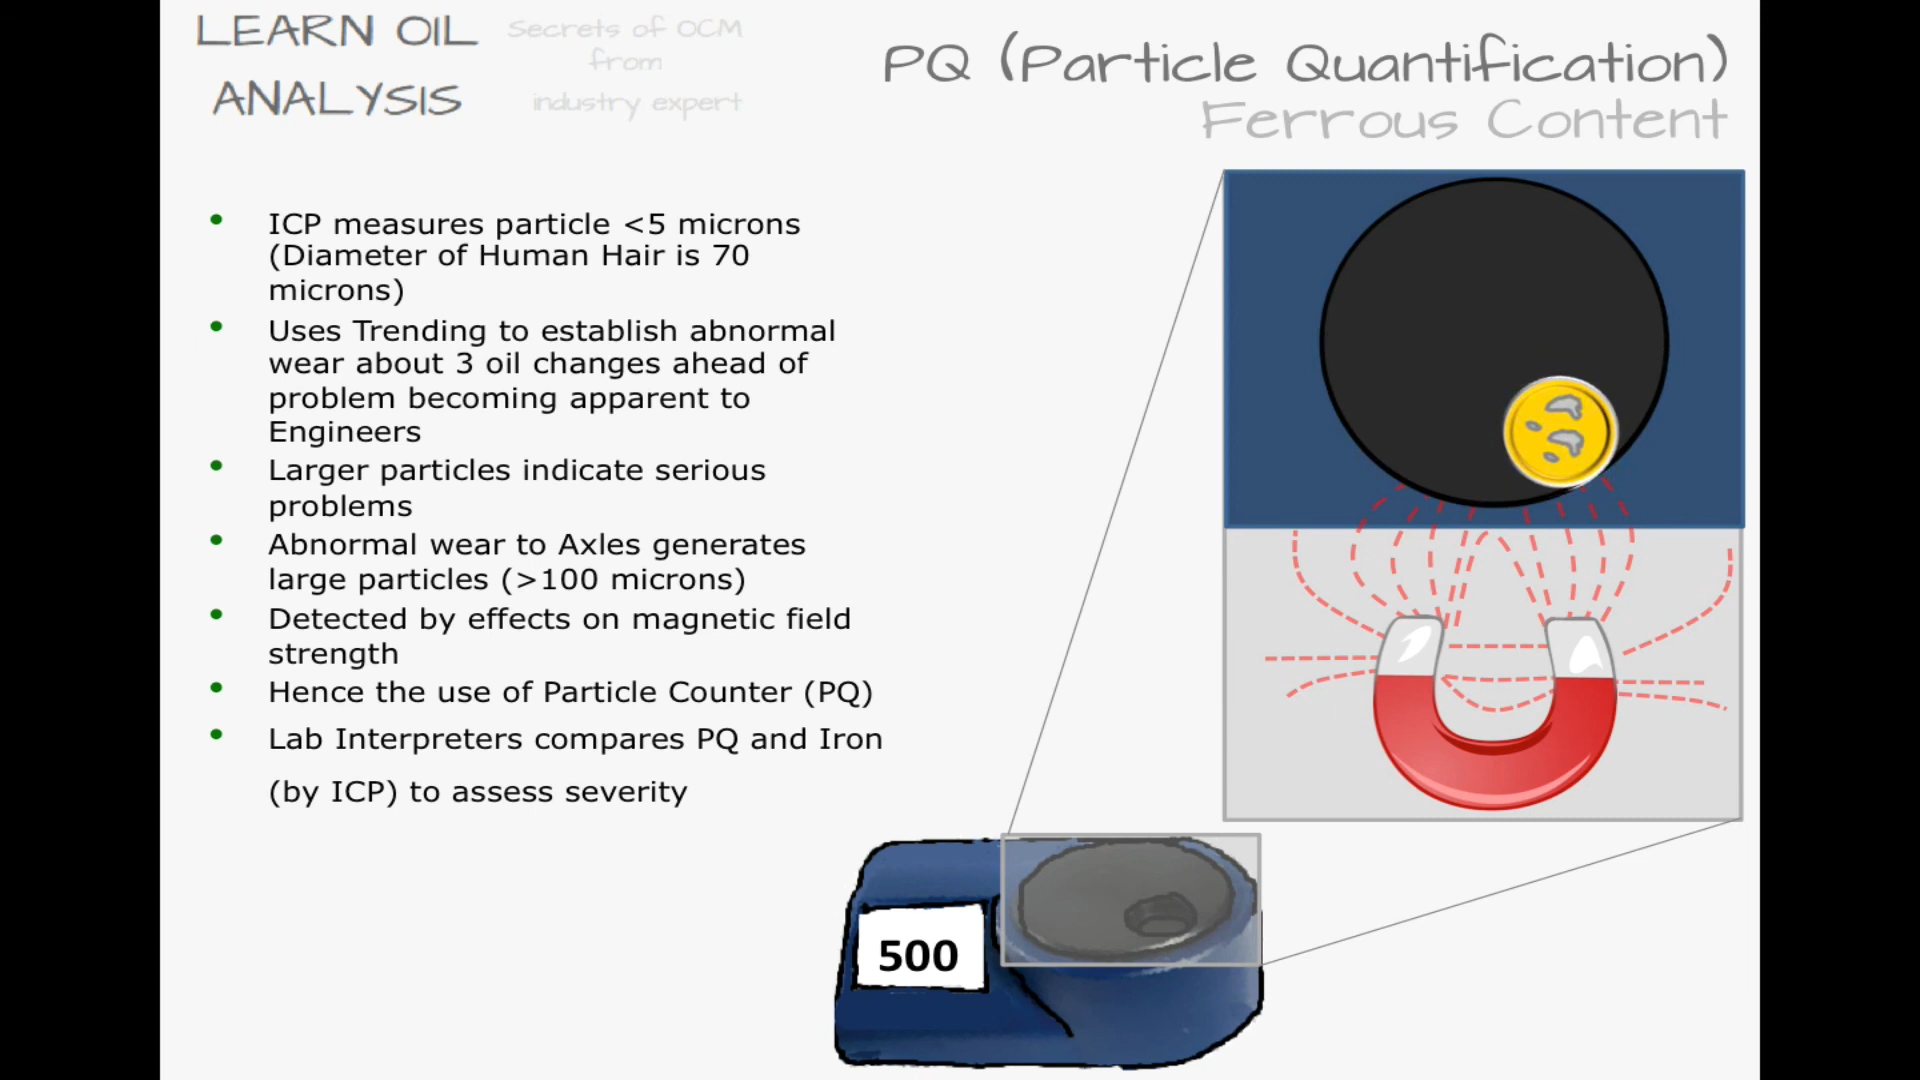 LEARN OIL
ANALYSIS
Secrets of OCM
from
industry expert
PQ (Particle Quantification)
Ferrous Content
• ICP measures particle <5 microns
(Diameter of Human Hair is 70
microns)
• Uses Trending to establish abnormal
wear about 3 oil changes ahead of
problem becoming apparent to
Engineers
• Larger particles indicate serious
problems
• Abnormal wear to Axles generates
large particles (>100 microns)
• Detected by effects on magnetic field
strength
• Hence the use of Particle Counter (PQ)
• Lab Interpreters compares PQ and Iron
(by ICP) to assess severity
500